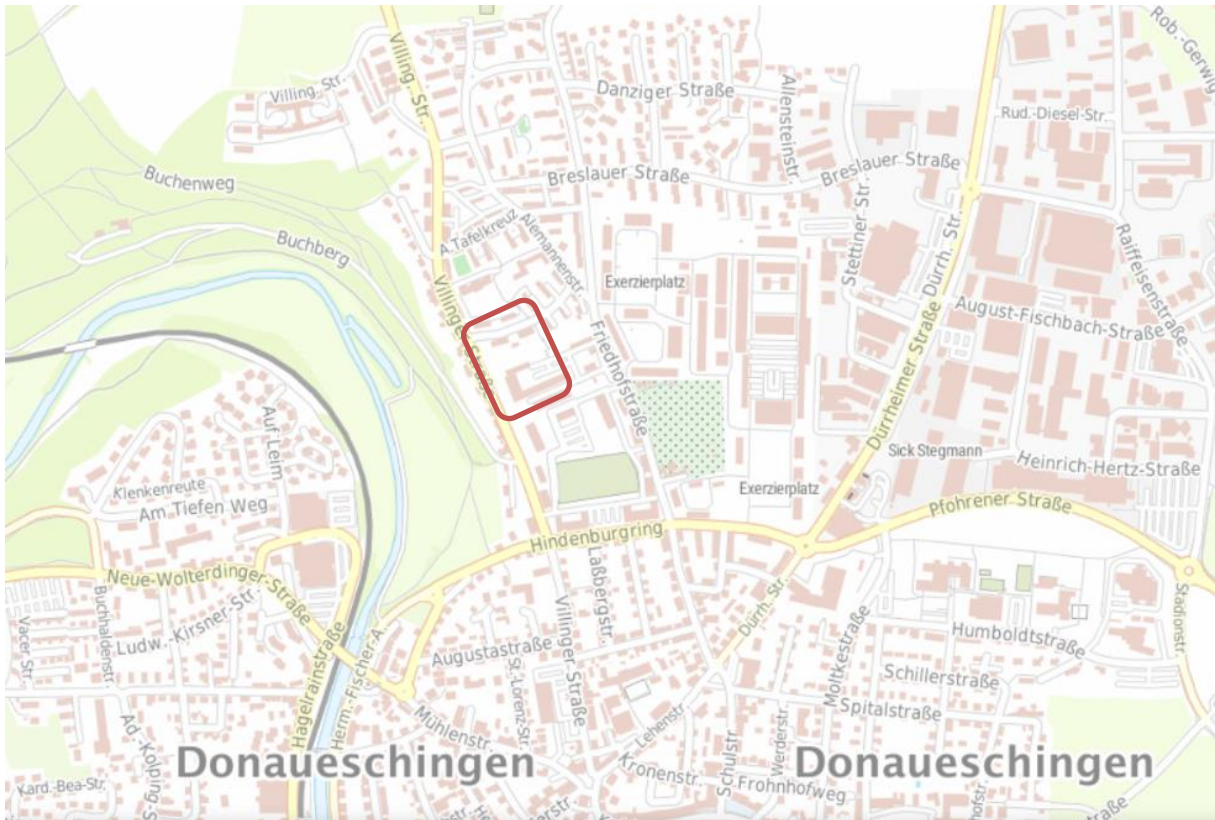 Rob.-Gerwig
Villing. Str.
Villing. Str.
Danziger Straße
Allensteinstr.
Rud.-Diesel-Str.
Buchenweg
Breslauer Straße
Breslauer Straße
A.Tafelkreuz
Alemannenstr.
Buchberg
Stettiner Str.
Dürrh. Str.
Raiffeisenstraße
Exerzierplatz
Villinger Straße
August-Fischbach-Straße
Friedhofstraße
Dürrheimer Straße
Auf Leim
Sick Stegmann
Heinrich-Hertz-Straße
Klenkenreute
Am Tiefen Weg
Exerzierplatz
Pfohrener Straße
Hindenburgring
Laßbergstr.
Neue-Wolterdinger-Straße
Buchhaldenstr.
Ludw.-Kirsner-Str.
Vacer Str.
Hagelrainstraße
Herm.-Fischer-A.
Augustastraße
St.-Lorenz-Str.
Villinger Straße
Dürrh. Str.
Moltkestraße
Humboldtstraße
Stadionstr
Schillerstraße
Spitalstraße
Ad.-Kolping-S
Mühlenstr.
Kr. Lehenstr
Kronenstr.
Schulstr
Werderstr.
Frohnhofweg
Donaueschingen
Donaueschingen
Kard.-Bea-Str.